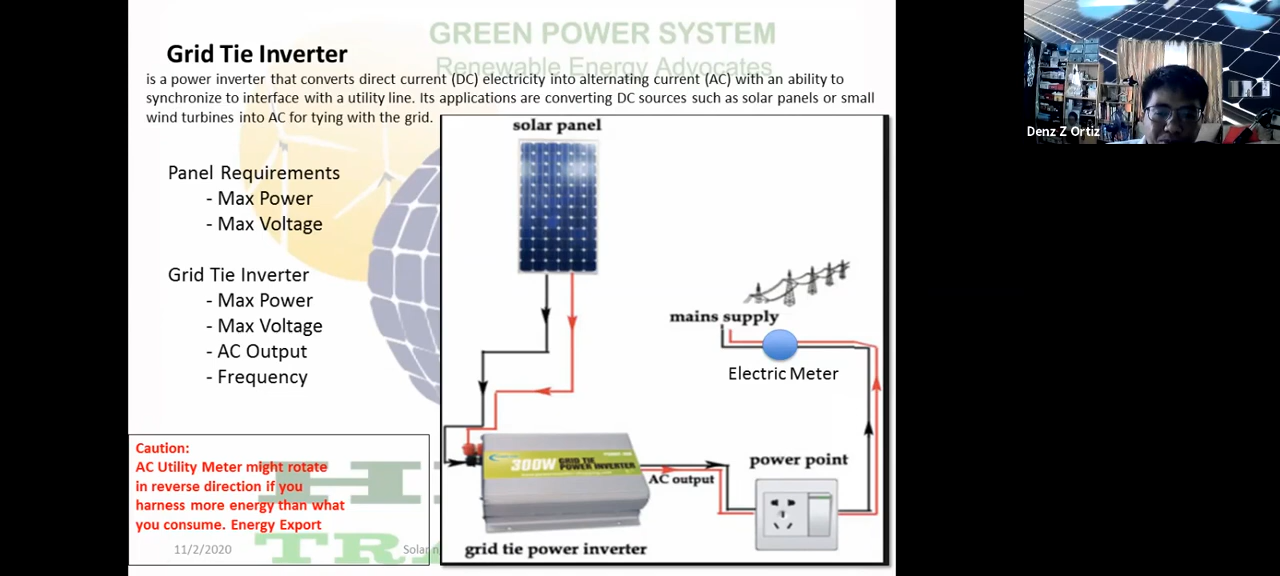 GREEN POWER SYSTEM
Renewable Energy Advocates
Grid Tie Inverter
is a power inverter that converts direct current (DC) electricity into alternating current (AC) with an ability to
synchronize to interface with a utility line. Its applications are converting DC sources such as solar panels or small
wind turbines into AC for tying with the grid.
Panel Requirements
- Max Power
- Max Voltage
Grid Tie Inverter
- Max Power
- Max Voltage
- AC Output
- Frequency
Caution:
AC Utility Meter might rotate
in reverse direction if you
harness more energy than what
you consume. Energy Export
11/2/2020
Solar
solar panel
mains supply
Electric Meter
300W GRID TIE
POWER INVERTER
AC output
power point
grid tie power inverter
Denz Z Ortiz